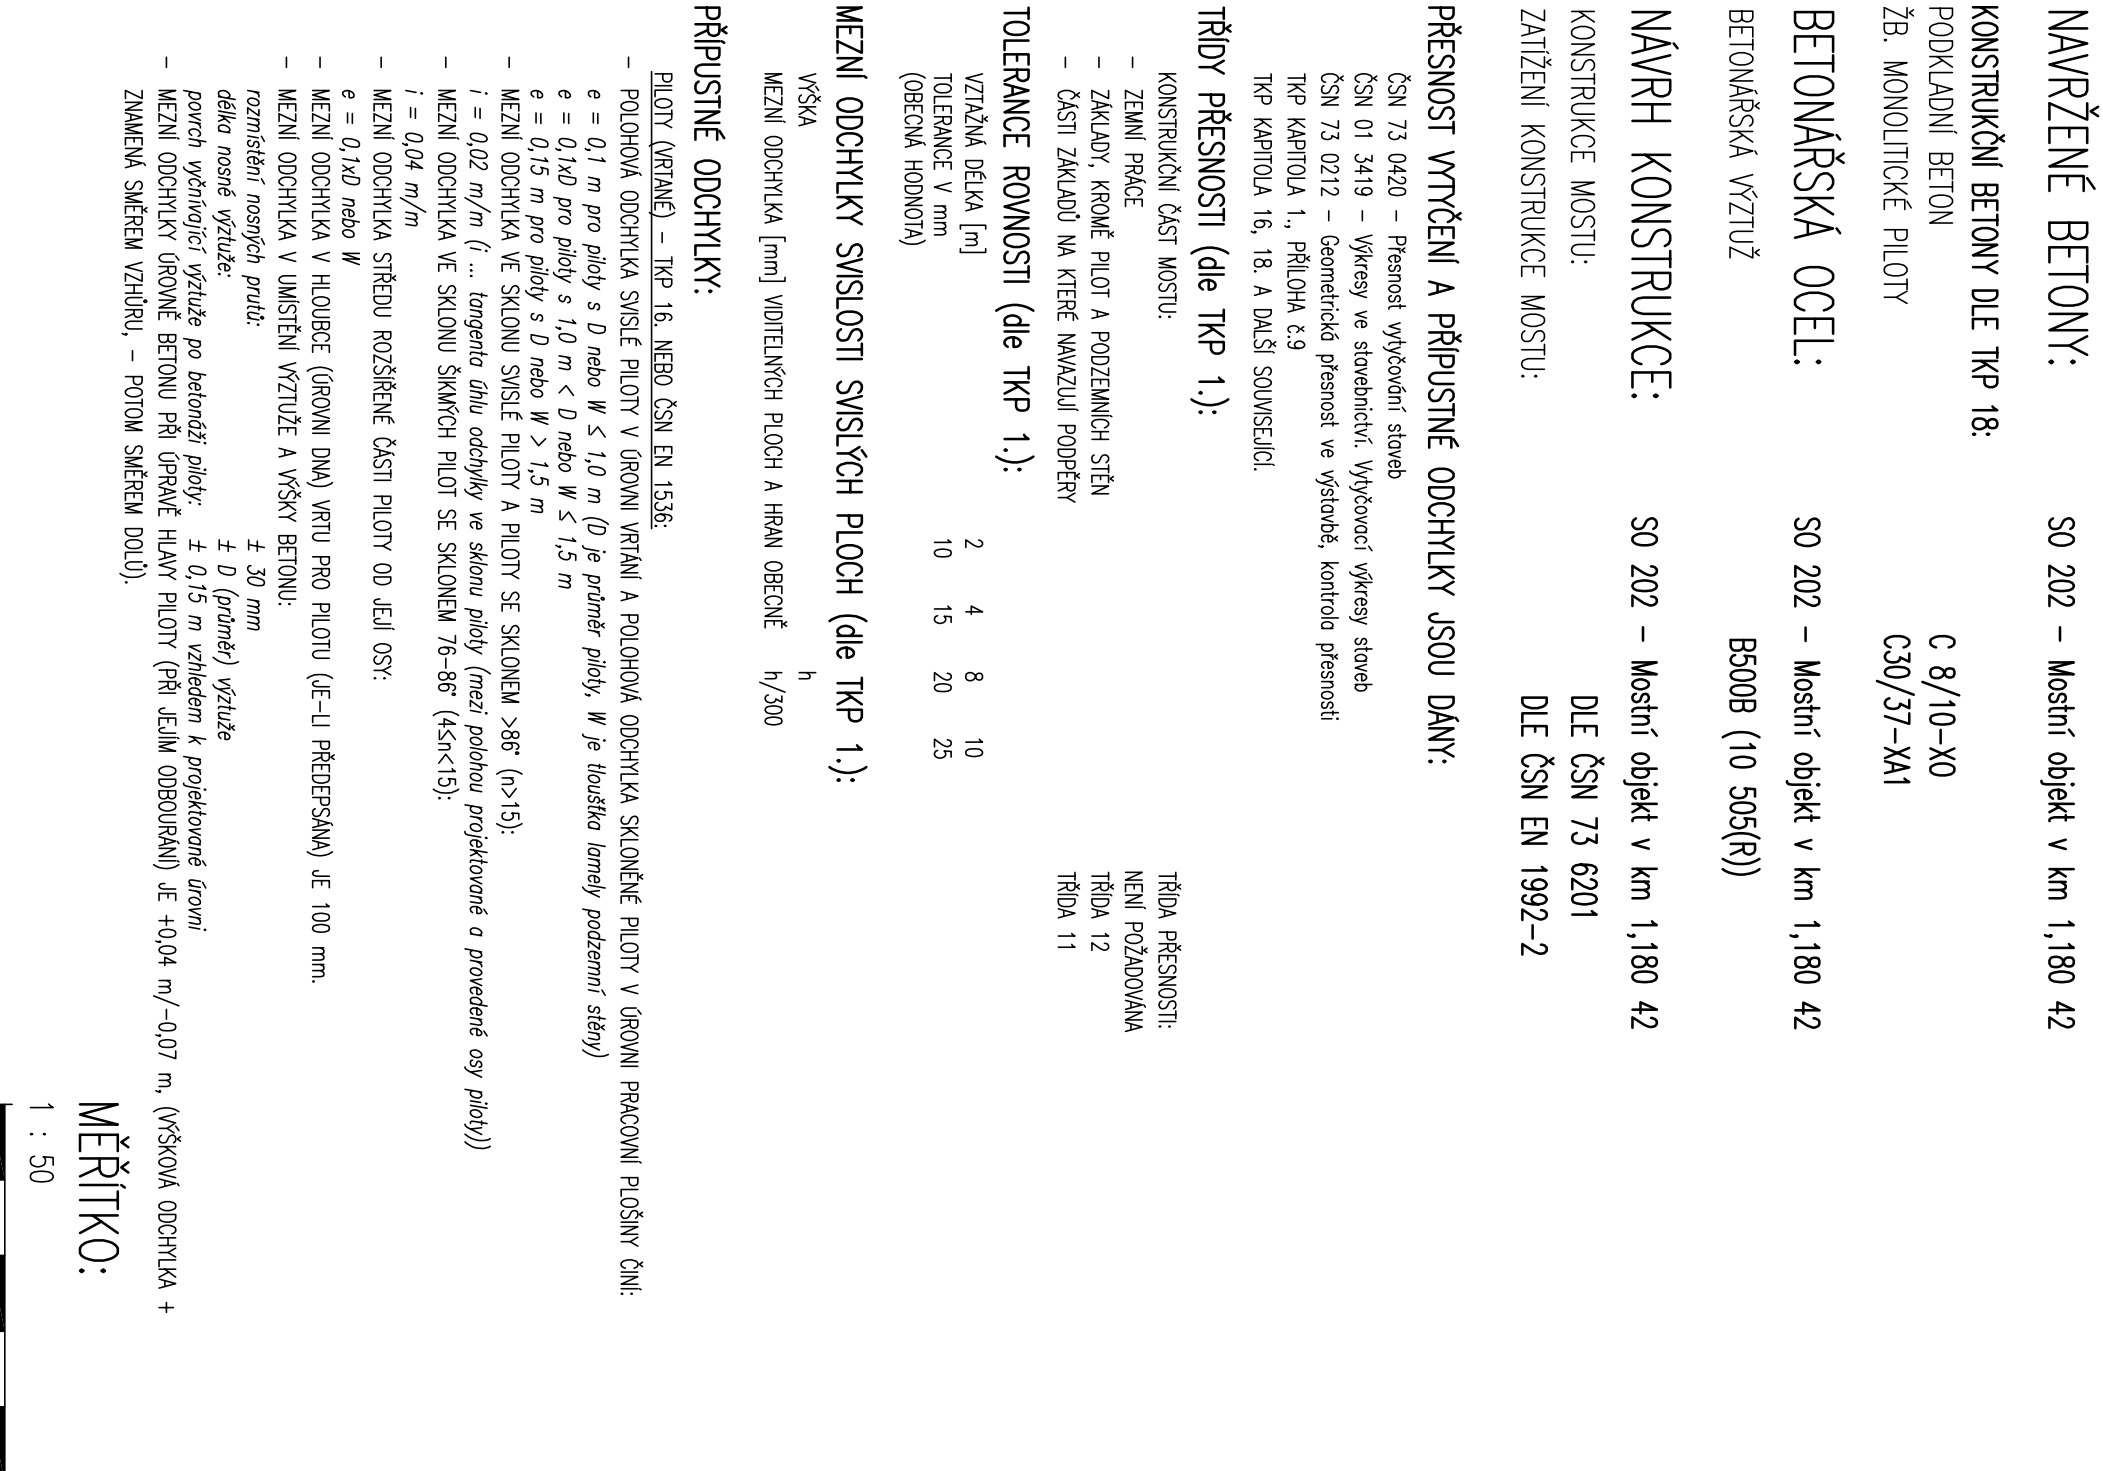 NAVRŽENÉ BETONY: SO 202 – Mostní objekt v km 1,180 42
KONSTRUKČNÍ BETONY DLE TKP 18:
PODKLADNÍ BETON C 8/10–X0
ŽB. MONOLITICKÉ PILOTY C30/37–XA1
BETONÁŘSKÁ OCEL: SO 202 – Mostní objekt v km 1,180 42
BETONÁŘSKÁ VÝZTUŽ B500B (10 505(R))
NÁVRH KONSTRUKCE: SO 202 – Mostní objekt v km 1,180 42
KONSTRUKCE MOSTU: DLE ČSN 73 6201
ZATÍŽENÍ KONSTRUKCE MOSTU: DLE ČSN EN 1992–2
PŘESNOST VYTYČENÍ A PŘÍPUSTNÉ ODCHYLKY JSOU DÁNY:
ČSN 73 0420 – Přesnost vytyčování staveb
ČSN 01 3419 – Výkresy ve stavebnictví. Vytyčovací výkresy staveb
ČSN 73 0212 – Geometrická přesnost ve výstavbě, kontrola přesnosti
TKP KAPITOLA 1., PŘÍLOHA č.9
TKP KAPITOLA 16, 18. A DALŠÍ SOUVISEJÍCÍ.
TŘÍDY PŘESNOSTI (dle TKP 1.):
KONSTRUKČNÍ ČÁST MOSTU: TŘÍDA PŘESNOSTI:
– ZEMNÍ PRÁCE NENÍ POŽADOVÁNA
– ZÁKLADY, KROMĚ PILOT A PODZEMNÍCH STĚN TŘÍDA 12
– ČÁSTI ZÁKLADŮ NA KTERÉ NAVAZUJÍ PODPĚRY TŘÍDA 11
TOLERANCE ROVNOSTI (dle TKP 1.):
VZTAŽNÁ DÉLKA [m] 2 4 8 10
TOLERANCE V mm 10 15 20 25
(OBECNÁ HODNOTA)
MEZNÍ ODCHYLKY SVISLOSTI SVISLÝCH PLOCH (dle TKP 1.):
VÝŠKA h
MEZNÍ ODCHYLKA [mm] VIDITELNÝCH PLOCH A HRAN OBECNĚ h/300
PŘÍPUSTNÉ ODCHYLKY:
PILOTY (VRTANÉ) – TKP 16. NEBO ČSN EN 1536:
– POLOHOVÁ ODCHYLKA SVISLÉ PILOTY V ÚROVNI VRTÁNÍ A POLOHOVÁ ODCHYLKA SKLONĚNÉ PILOTY V ÚROVNI PRACOVNÍ PLOŠINY ČINÍ:
e = 0,1 m pro piloty s D nebo W ≤ 1,0 m (D je průměr piloty, W je tloušťka lamely podzemní stěny)
e = 0,1xD pro piloty s 1,0 m < D nebo W ≤ 1,5 m
e = 0,15 m pro piloty s D nebo W > 1,5 m
– MEZNÍ ODCHYLKA VE SKLONU SVISLÉ PILOTY A PILOTY SE SKLONEM >86° (n>15):
i = 0,02 m/m (i ... tangenta úhlu odchylky ve sklonu piloty (mezi polohou projektované a provedené osy piloty))
– MEZNÍ ODCHYLKA VE SKLONU ŠIKMÝCH PILOT SE SKLONEM 76–86° (4≤n<15):
i = 0,04 m/m
– MEZNÍ ODCHYLKA STŘEDU ROZŠÍŘENÉ ČÁSTI PILOTY OD JEJÍ OSY:
e = 0,1xD nebo W
– MEZNÍ ODCHYLKA V HLOUBCE (ÚROVNI DNA) VRTU PRO PILOTU (JE–LI PŘEDEPSÁNA) JE 100 mm.
– MEZNÍ ODCHYLKA V UMÍSTĚNÍ VÝZTUŽE A VÝŠKY BETONU:
rozmístění nosných prutů: ± 30 mm
délka nosné výztuže: ± D (průměr) výztuže
povrch vyčnívající výztuže po betonáži piloty: ± 0,15 m vzhledem k projektované úrovni
– MEZNÍ ODCHYLKY ÚROVNĚ BETONU PŘI ÚPRAVĚ HLAVY PILOTY (PŘI JEJÍM ODBOURÁNÍ) JE +0,04 m/–0,07 m, (VÝŠKOVÁ ODCHYLKA +
ZNAMENÁ SMĚREM VZHŮRU, – POTOM SMĚREM DOLŮ).
MĚŘÍTKO:
1 : 50